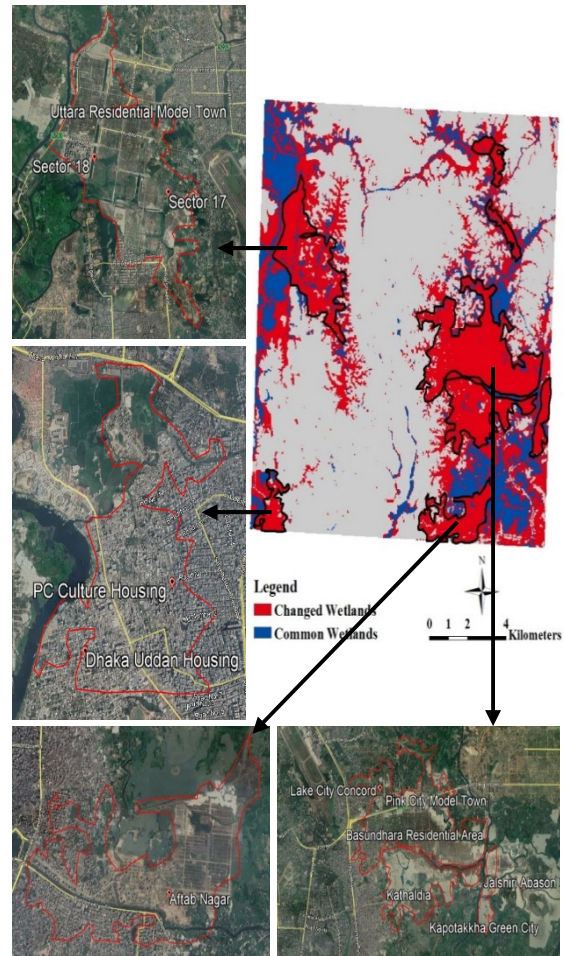 Uttara Residential Model Town
Sector 18
Sector 17
PC Culture Housing
Dhaka Uddan Housing
N
Legend
Changed Wetlands
Common Wetlands
0 1 2 4
Kilometers
Aftab Nagar
Lake City Concord
Pink City Model Town
Basundhara Residential Area
Jalshiri Abason
Kathaldia
Kapotakkha Green City